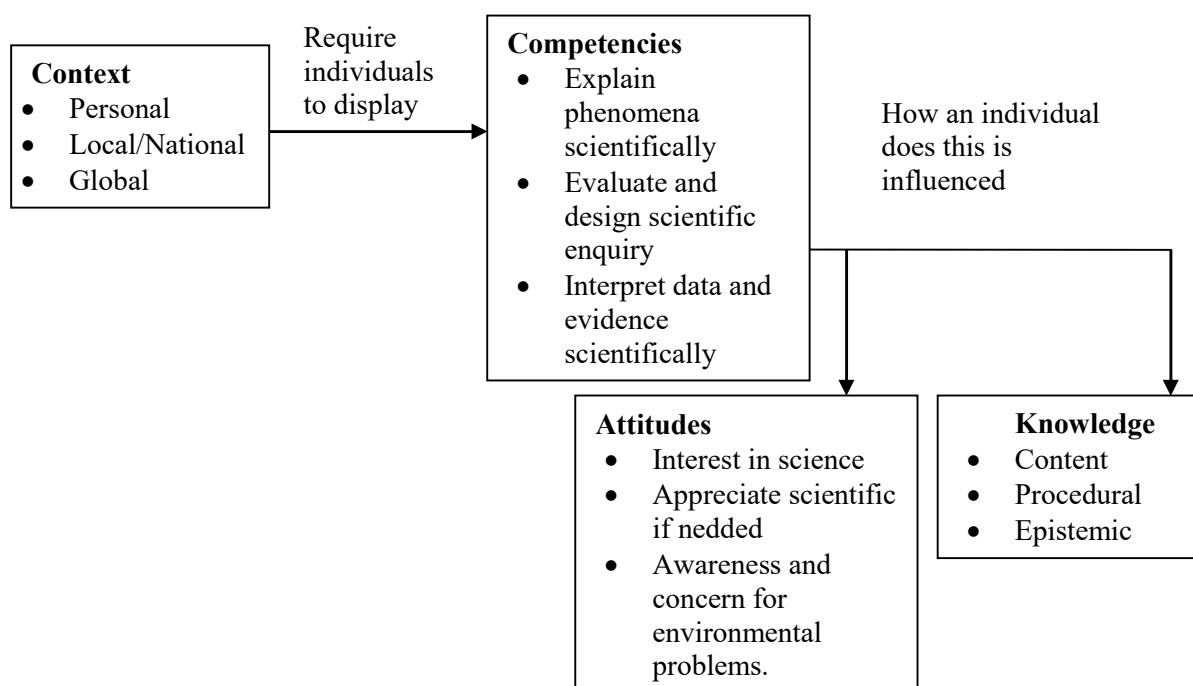 Context
• Personal
• Local/National
• Global
Require
individuals
to display
Competencies
• Explain
phenomena
scientifically
• Evaluate and
design scientific
enquiry
• Interpret data and
evidence
scientifically
How an individual
does this is
influenced
Attitudes
• Interest in science
• Appreciate scientific
if nedded
• Awareness and
concern for
environmental
problems.
Knowledge
• Content
• Procedural
• Epistemic